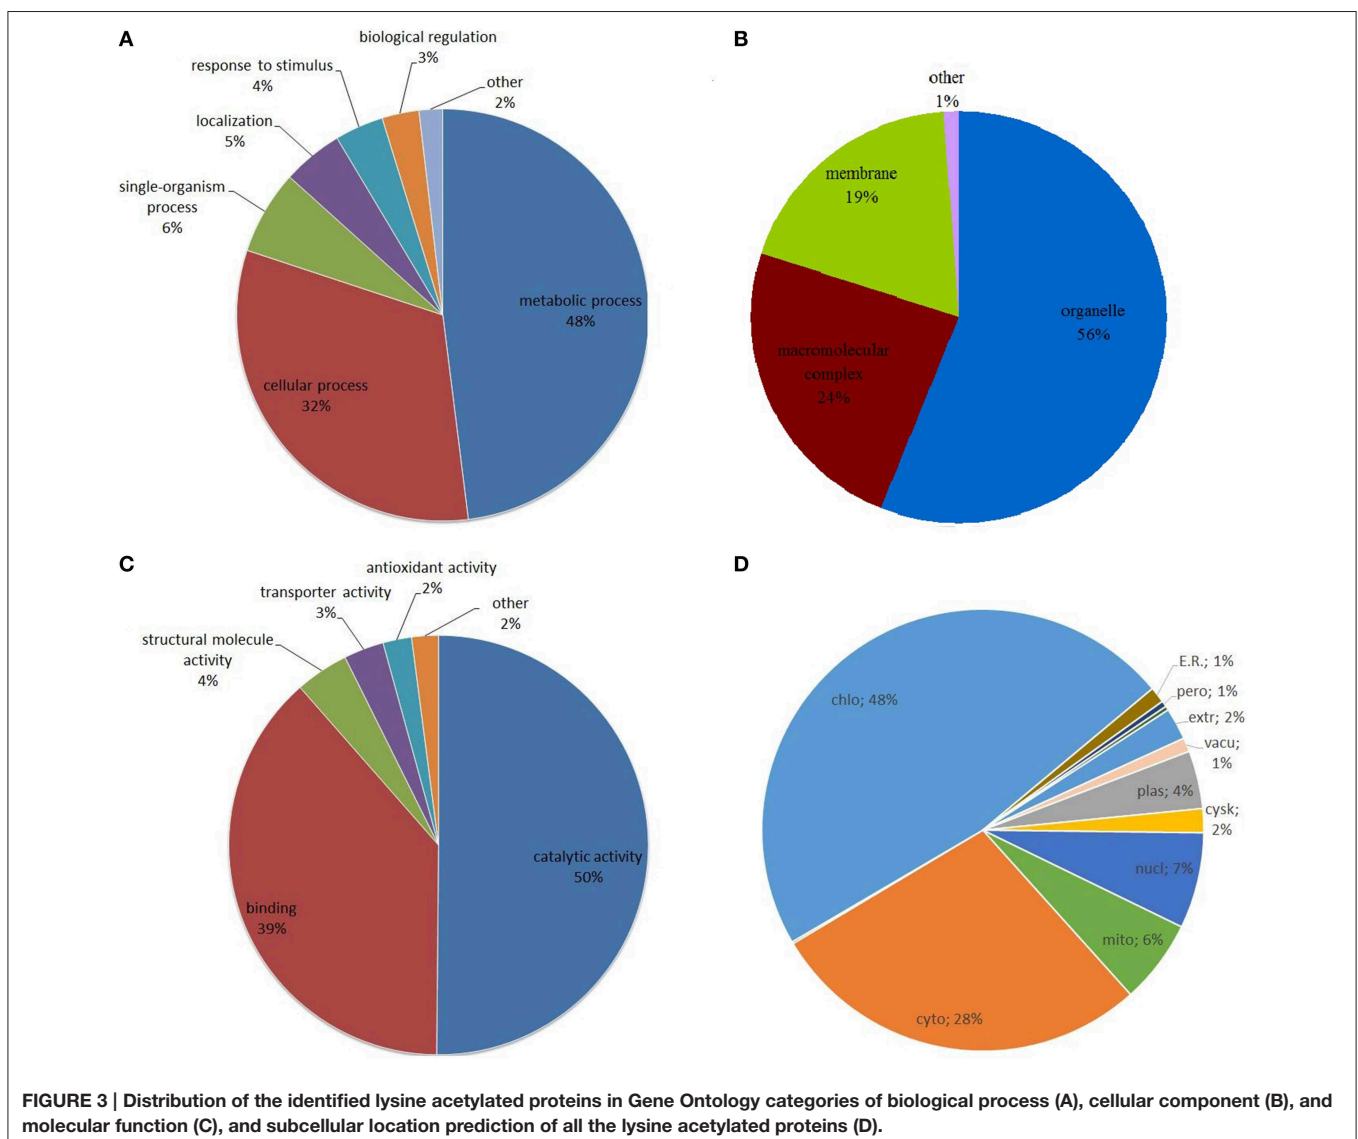 A
biological regulation
3%
response to stimulus
4%
other
2%
localization
5%
single-organism
process
6%
metabolic process
48%
cellular process
32%
B
other
1%
membrane
19%
organelle
56%
macromolecular
complex
24%
C
antioxidant activity
2%
transporter activity
3%
other
2%
structural molecule
activity
4%
catalytic activity
50%
binding
39%
D
E.R.; 1%
pero; 1%
chlo; 48%
extr; 2%
vacu;
1%
plas; 4%
cysk;
2%
nucl; 7%
mito; 6%
cyto; 28%
FIGURE 3 | Distribution of the identified lysine acetylated proteins in Gene Ontology categories of biological process (A), cellular component (B), and
molecular function (C), and subcellular location prediction of all the lysine acetylated proteins (D).